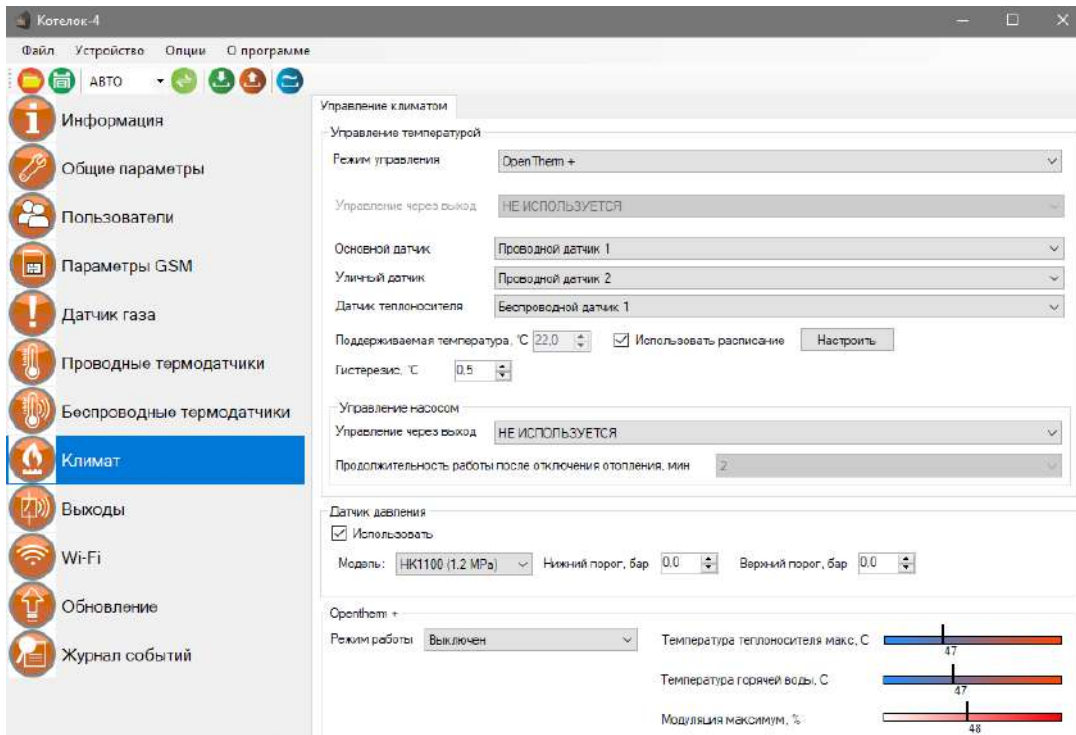 Котелок-4
Файл Устройство Опции О программе
АВТО
Информация
Общие параметры
Пользователи
Параметры GSM
Датчик газа
Проводные термодатчики
Беспроводные термодатчики
Климат
Выходы
Wi-Fi
Обновление
Журнал событий
Управление климатом
Управление температурой
Режим управления OpenTherm +
Управление через выход НЕ ИСПОЛЬЗУЕТСЯ
Основной датчик Проводной датчик 1
Уличный датчик Проводной датчик 2
Датчик теплоносителя Беспроводной датчик 1
Поддерживаемая температура, °C 22,0 Использовать расписание Настроить
Гистерезис, °C 0,5
Управление насосом
Управление через выход НЕ ИСПОЛЬЗУЕТСЯ
Продолжительность работы после отключения отопления, мин 2
Датчик давления
Использовать
Модель: HK1100 (1.2 MPa) Нижний порог, бар 0,0 Верхний порог, бар 0,0
Opentherm +
Режим работы Выключен Температура теплоносителя макс, С
47
Температура горячей воды, С
47
Модуляция максимум, %
48